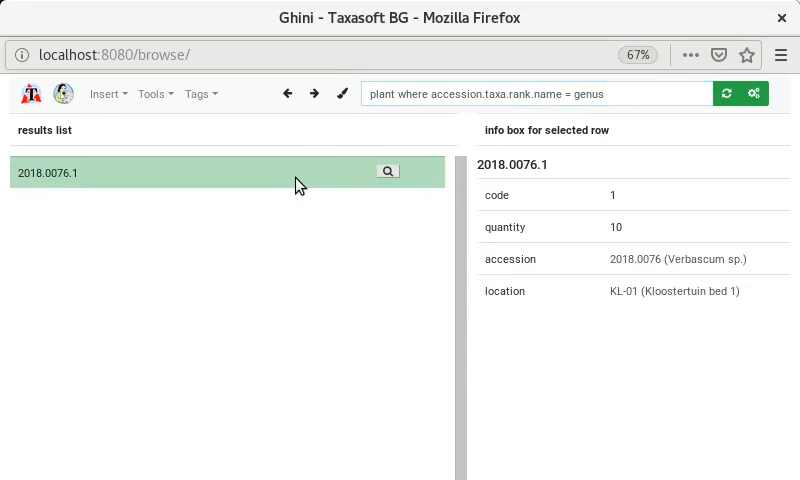 Ghini - Taxasoft BG - Mozilla Firefox
localhost:8080/browse/
67%
T
Insert
Tools
Tags
plant where accession.taxa.rank.name = genus
results list
info box for selected row
2018.0076.1
2018.0076.1
code 1
quantity 10
accession 2018.0076 (Verbascum sp.)
location KL-01 (Kloostertuin bed 1)